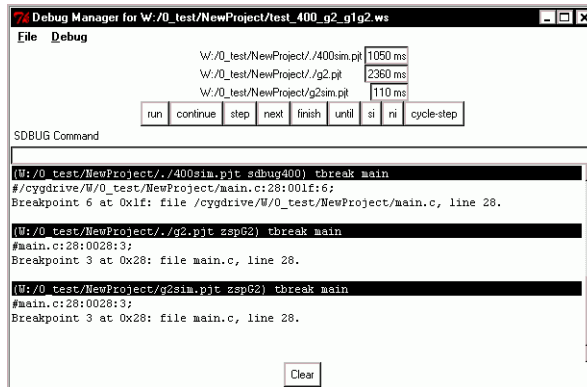 Debug Manager for W:/0_test/NewProject/test_400_g2_g1g2.ws
File Debug
W:/0_test/NewProject/./400sim.pjt 1050 ms
W:/0_test/NewProject/./g2.pjt 2360 ms
W:/0_test/NewProject/g2sim.pjt 110 ms
run continue step next finish until si ni cycle-step
SDBUG Command
(W:/0_test/NewProject/./400sim.pjt sdbug400) tbreak main
#/cygdrive/W/0_test/NewProject/main.c:28:001f:6;
Breakpoint 6 at 0x1f: file /cygdrive/W/0_test/NewProject/main.c, line 28.
(W:/0_test/NewProject/./g2.pjt zspG2) tbreak main
#main.c:28:0028:3;
Breakpoint 3 at 0x28: file main.c, line 28.
(W:/0_test/NewProject/g2sim.pjt zspG2) tbreak main
#main.c:28:0028:3;
Breakpoint 3 at 0x28: file main.c, line 28.
Clear